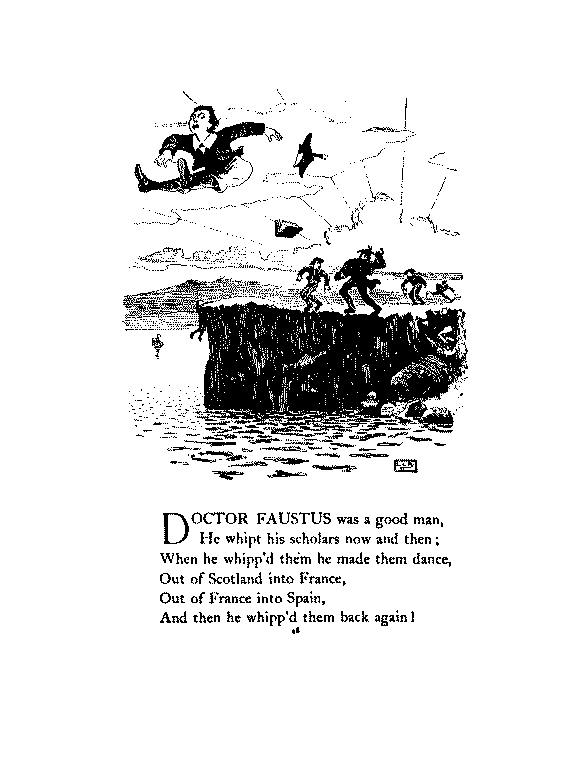 DOCTOR FAUSTUS was a good man,
He whipt his scholars now and then;
When he whipp'd them he made them dance,
Out of Scotland into France,
Out of France into Spain,
And then he whipp'd them back again!